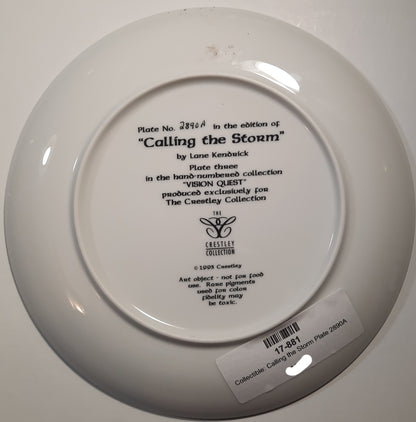 Plate No. 2890A in the edition of
"Calling the Storm"
by Lane Kendrick
Plate three
in the hand-numbered collection
"VISION QUEST"
produced exclusively for
The Crestley Collection
THE
CRESTLEY
COLLECTION
© 1995 Crestley
Art object - not for food
use. Rare pigments
used for color
fidelity may
be toxic.
17-881
Collectible: Calling the Storm Plate 2890A